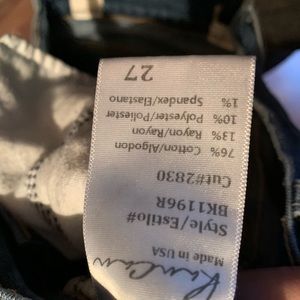 KanCan
Made in USA
Style/Estilo#
BK1196R
Cut#2830
76% Cotton/Algodon
13% Rayon/Rayon
10% Polyester/Poliester
1% Spandex/Elastano
27